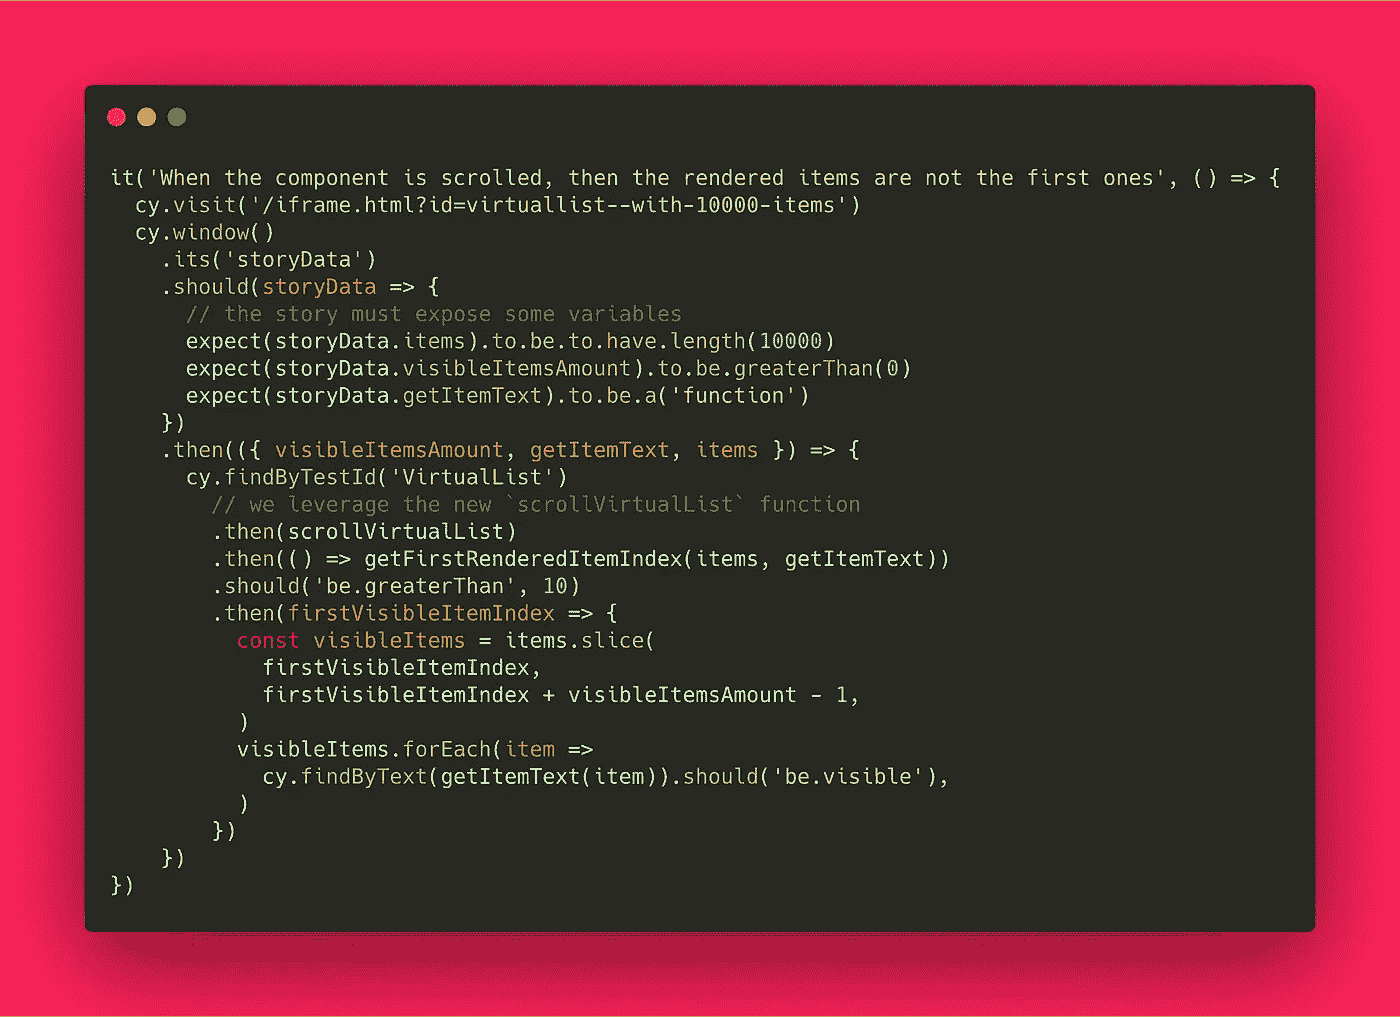 it('When the component is scrolled, then the rendered items are not the first ones', () => {
  cy.visit('/iframe.html?id=virtuallist--with-10000-items')
  cy.window()
    .its('storyData')
    .should(storyData => {
      // the story must expose some variables
      expect(storyData.items).to.be.to.have.length(10000)
      expect(storyData.visibleItemsAmount).to.be.greaterThan(0)
      expect(storyData.getItemText).to.be.a('function')
    })
    .then(({ visibleItemsAmount, getItemText, items }) => {
      cy.findByTestId('VirtualList')
        // we leverage the new `scrollVirtualList` function
        .then(scrollVirtualList)
        .then(() => getFirstRenderedItemIndex(items, getItemText))
        .should('be.greaterThan', 10)
        .then(firstVisibleItemIndex => {
          const visibleItems = items.slice(
            firstVisibleItemIndex,
            firstVisibleItemIndex + visibleItemsAmount - 1,
          )
          visibleItems.forEach(item =>
            cy.findByText(getItemText(item)).should('be.visible'),
          )
        })
    })
})